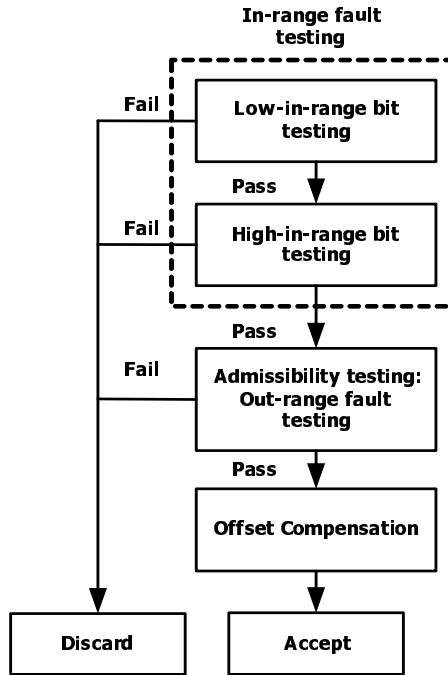 In-range fault
testing
Fail
Low-in-range bit
testing
Pass
Fail
High-in-range bit
testing
Pass
Fail
Admissibility testing:
Out-range fault
testing
Pass
Offset Compensation
Discard
Accept